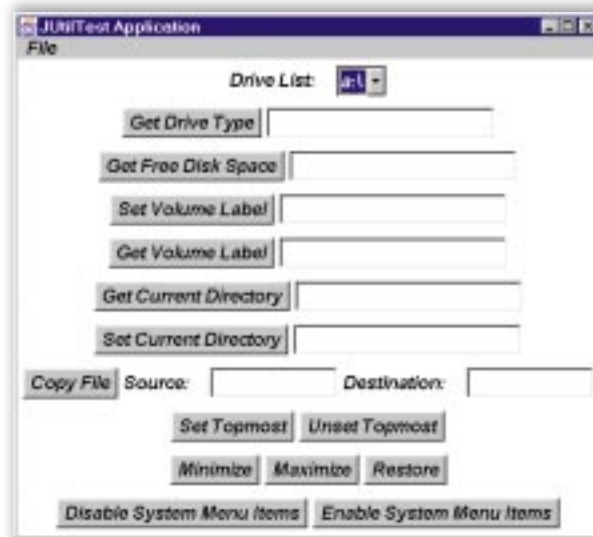 JUtilTest Application
File
Drive List: a:\
Get Drive Type
Get Free Disk Space
Set Volume Label
Get Volume Label
Get Current Directory
Set Current Directory
Copy File Source: Destination:
Set Topmost Unset Topmost
Minimize Maximize Restore
Disable System Menu Items Enable System Menu Items